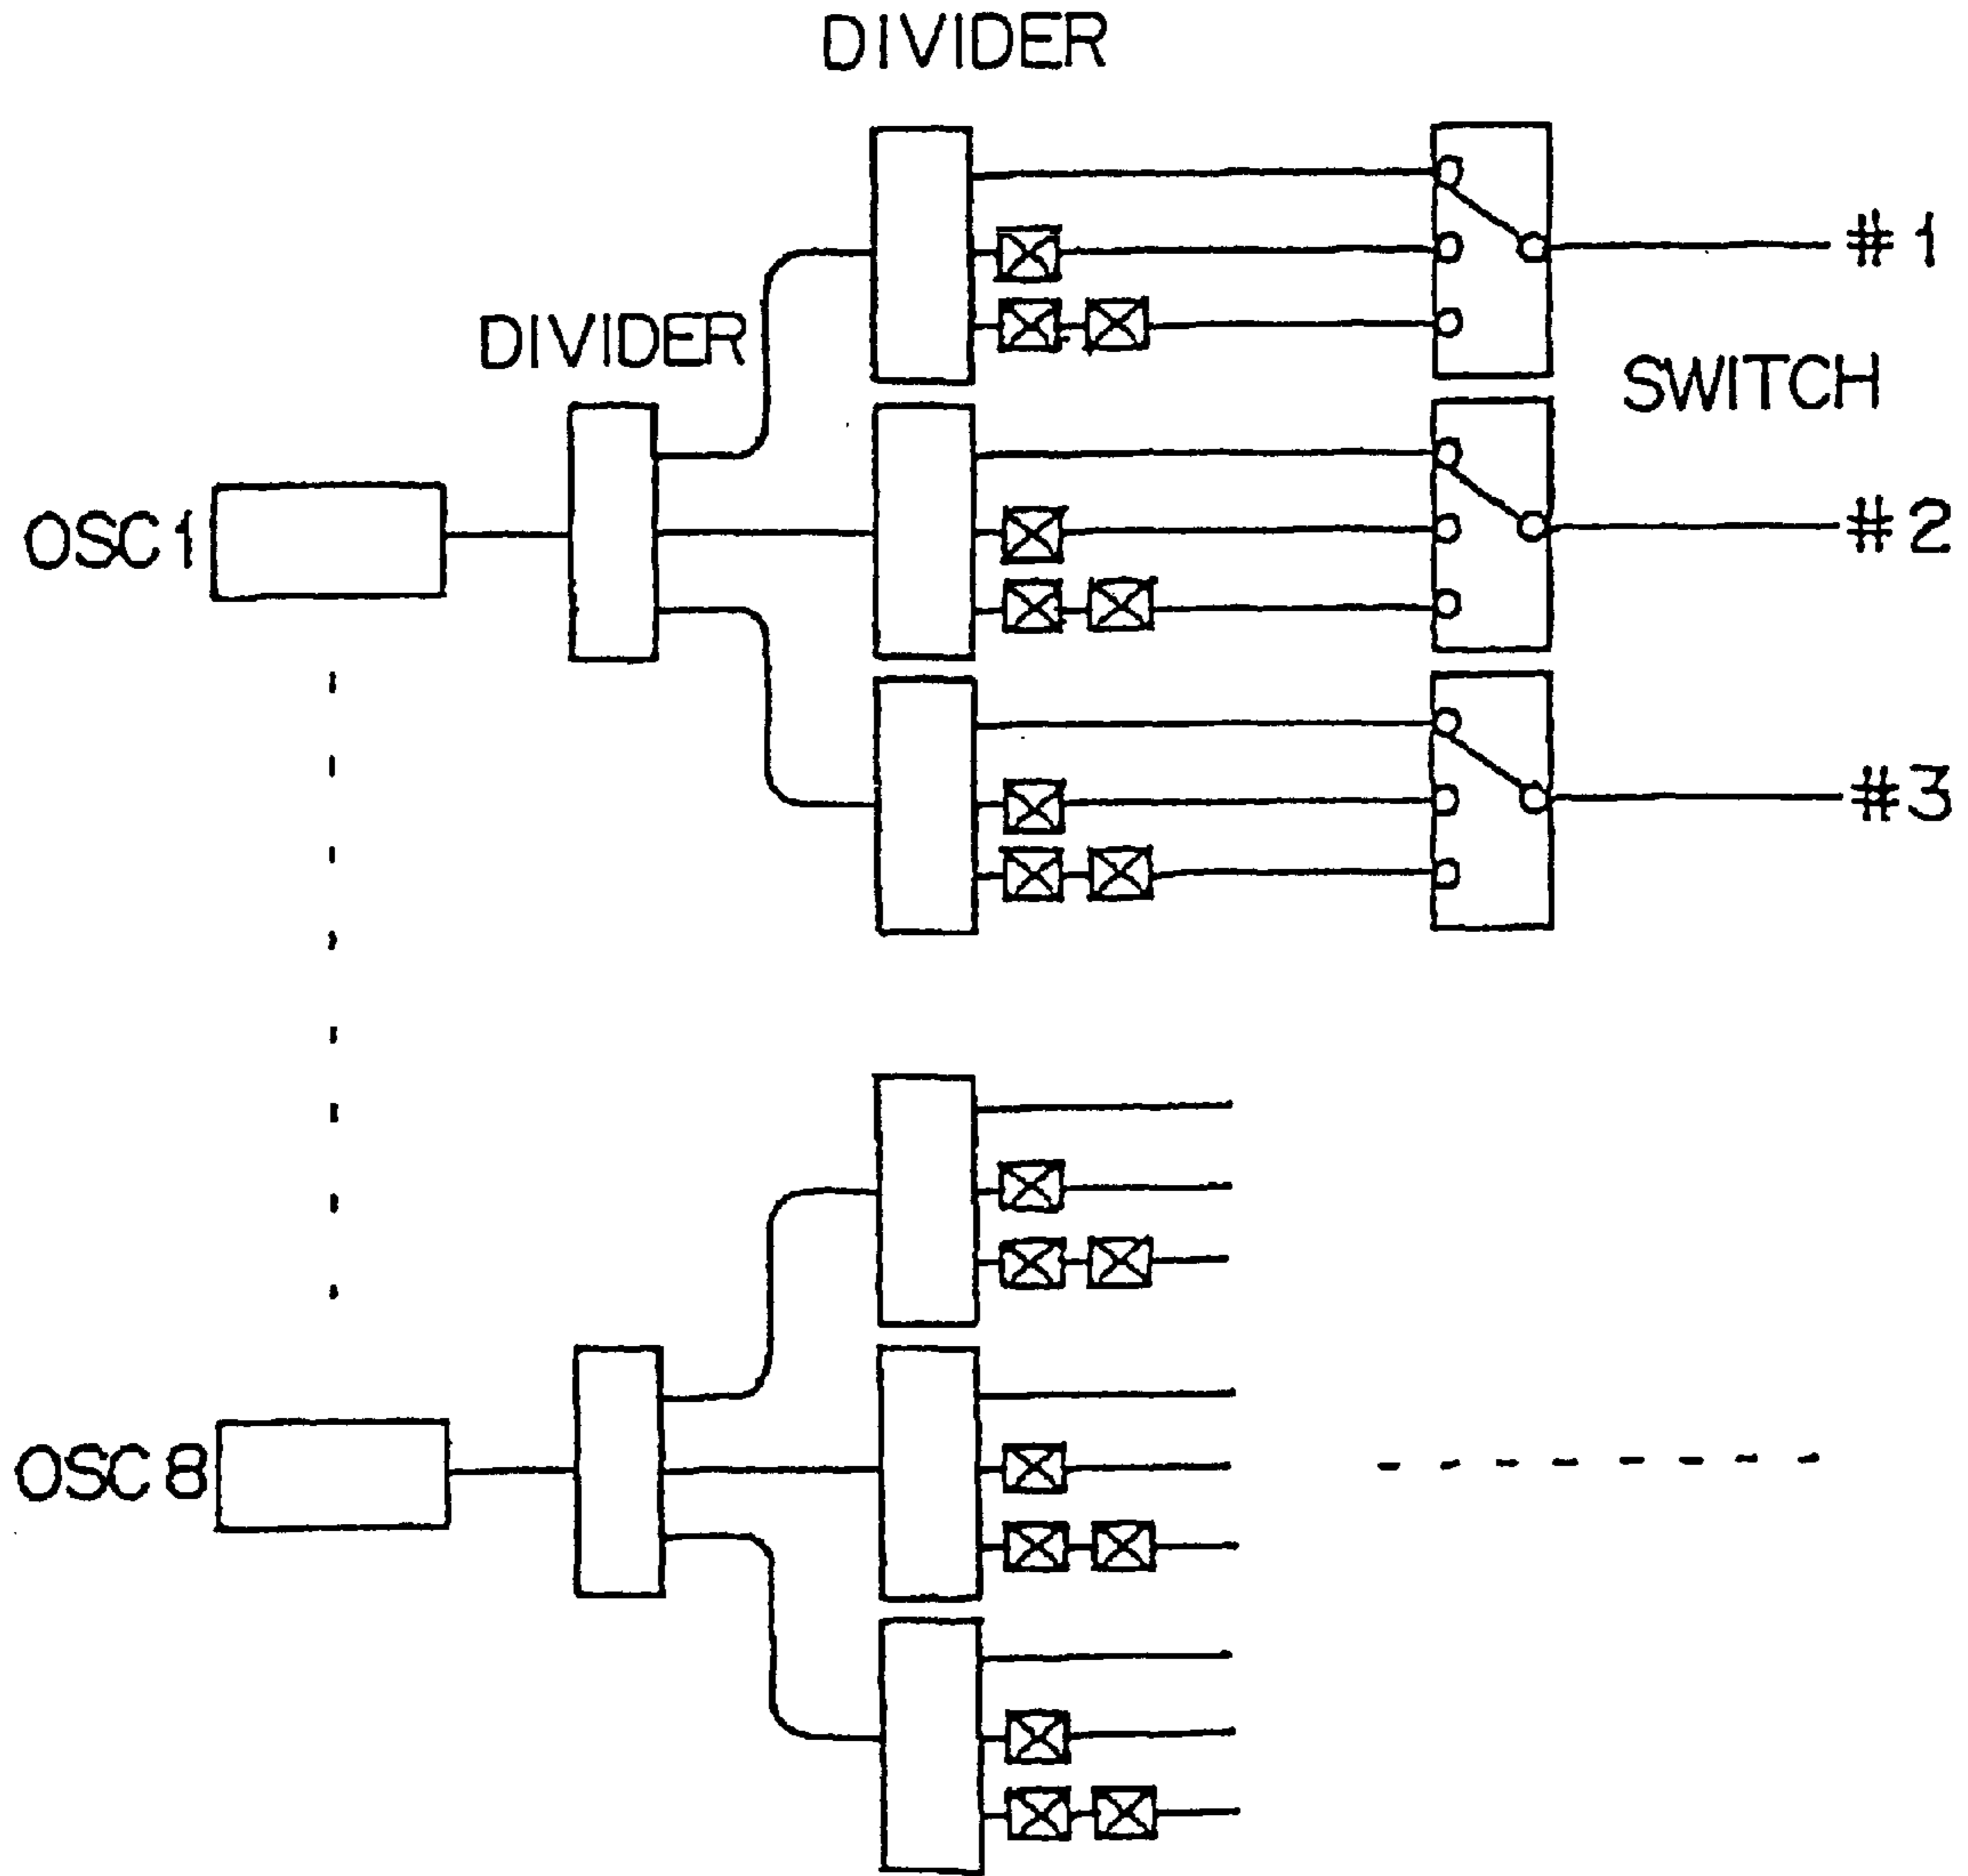 DIVIDER
DIVIDER
#1
SWITCH
OSC1
#2
#3
OSC8